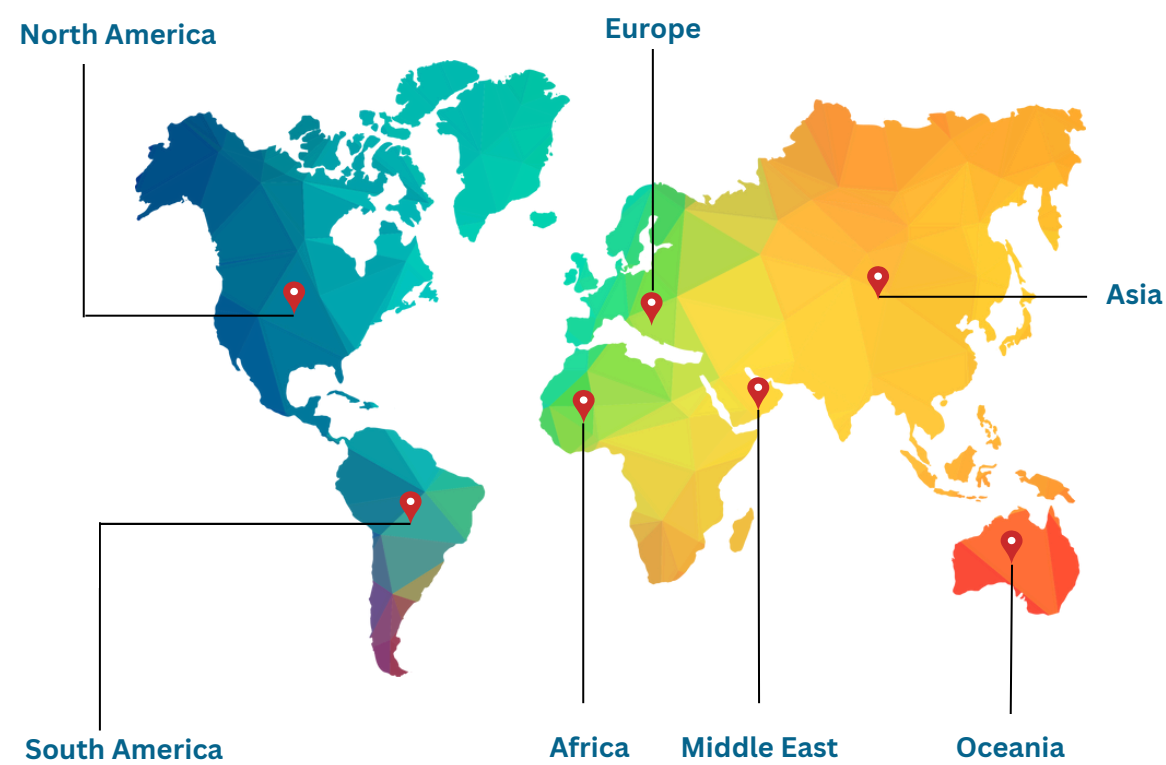 North America
Europe
Asia
South America
Africa
Middle East
Oceania